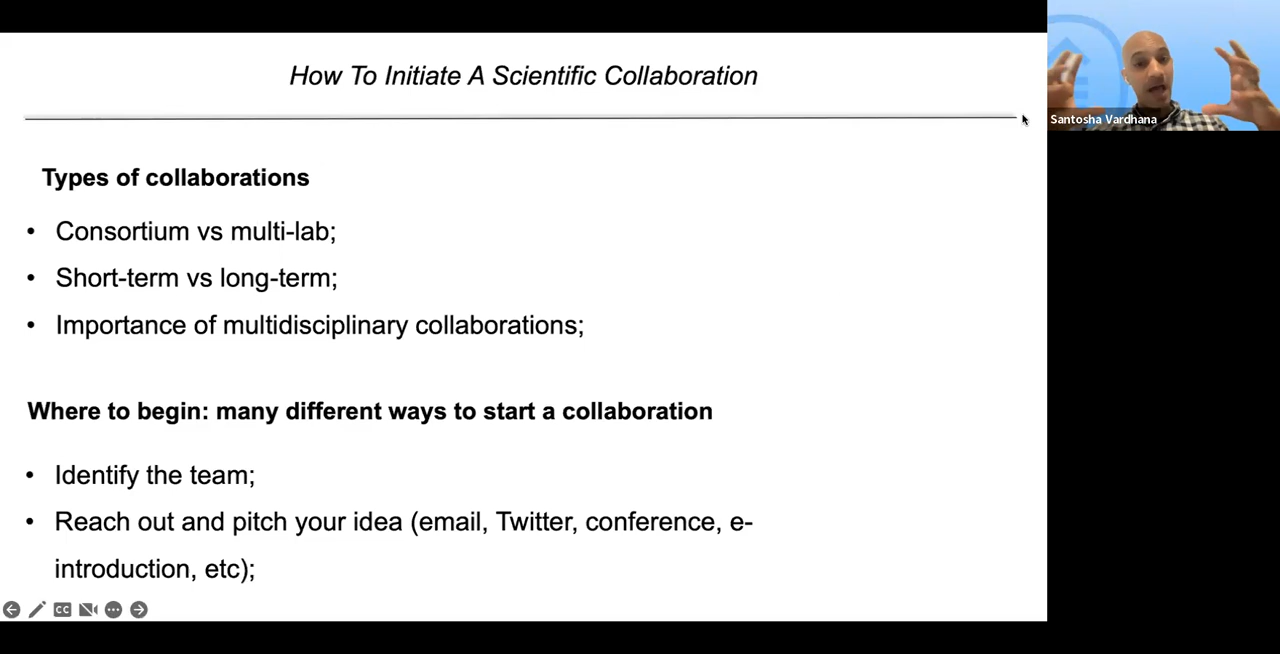 How To Initiate A Scientific Collaboration
Santosha Vardhana
Types of collaborations
• Consortium vs multi-lab;
• Short-term vs long-term;
• Importance of multidisciplinary collaborations;
Where to begin: many different ways to start a collaboration
• Identify the team;
• Reach out and pitch your idea (email, Twitter, conference, e-
introduction, etc);
CC